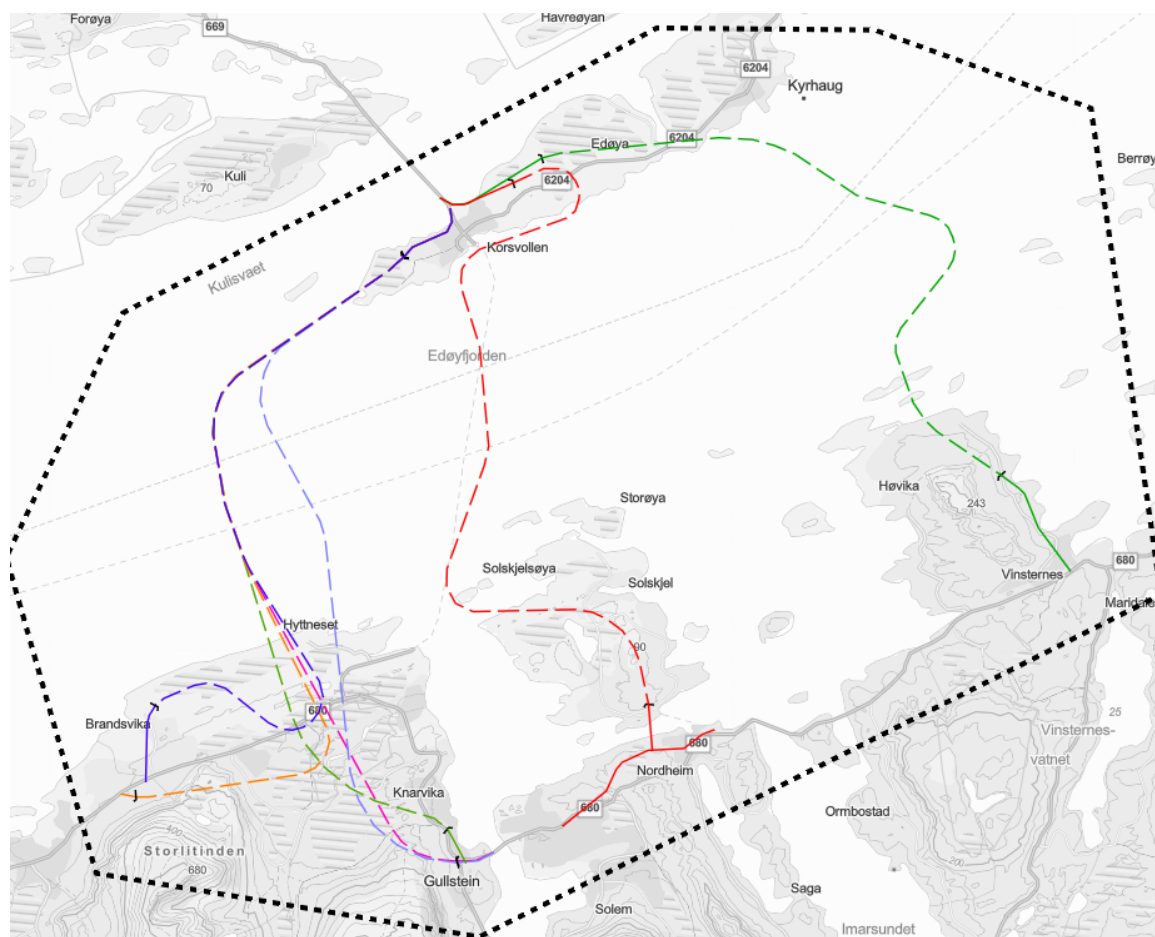 Forøya
669
Havreøyan
6204
Kyrhaug
6204
Edøya
Berrøy
Kuli
70
6204
Korsvollen
Kulisvaet
Edøyfjorden
Høvika
243
Storøya
Solskjelsøya
Solskjel
Vinsternes
680
Maridale
Hyttneset
90
680
Brandsvika
25
Vinsternes-
vatnet
680
Nordheim
Knarvika
680
Ormbostad
400
Storlitinden
680
200
Gullstein
Saga
Solem
Imarsundet